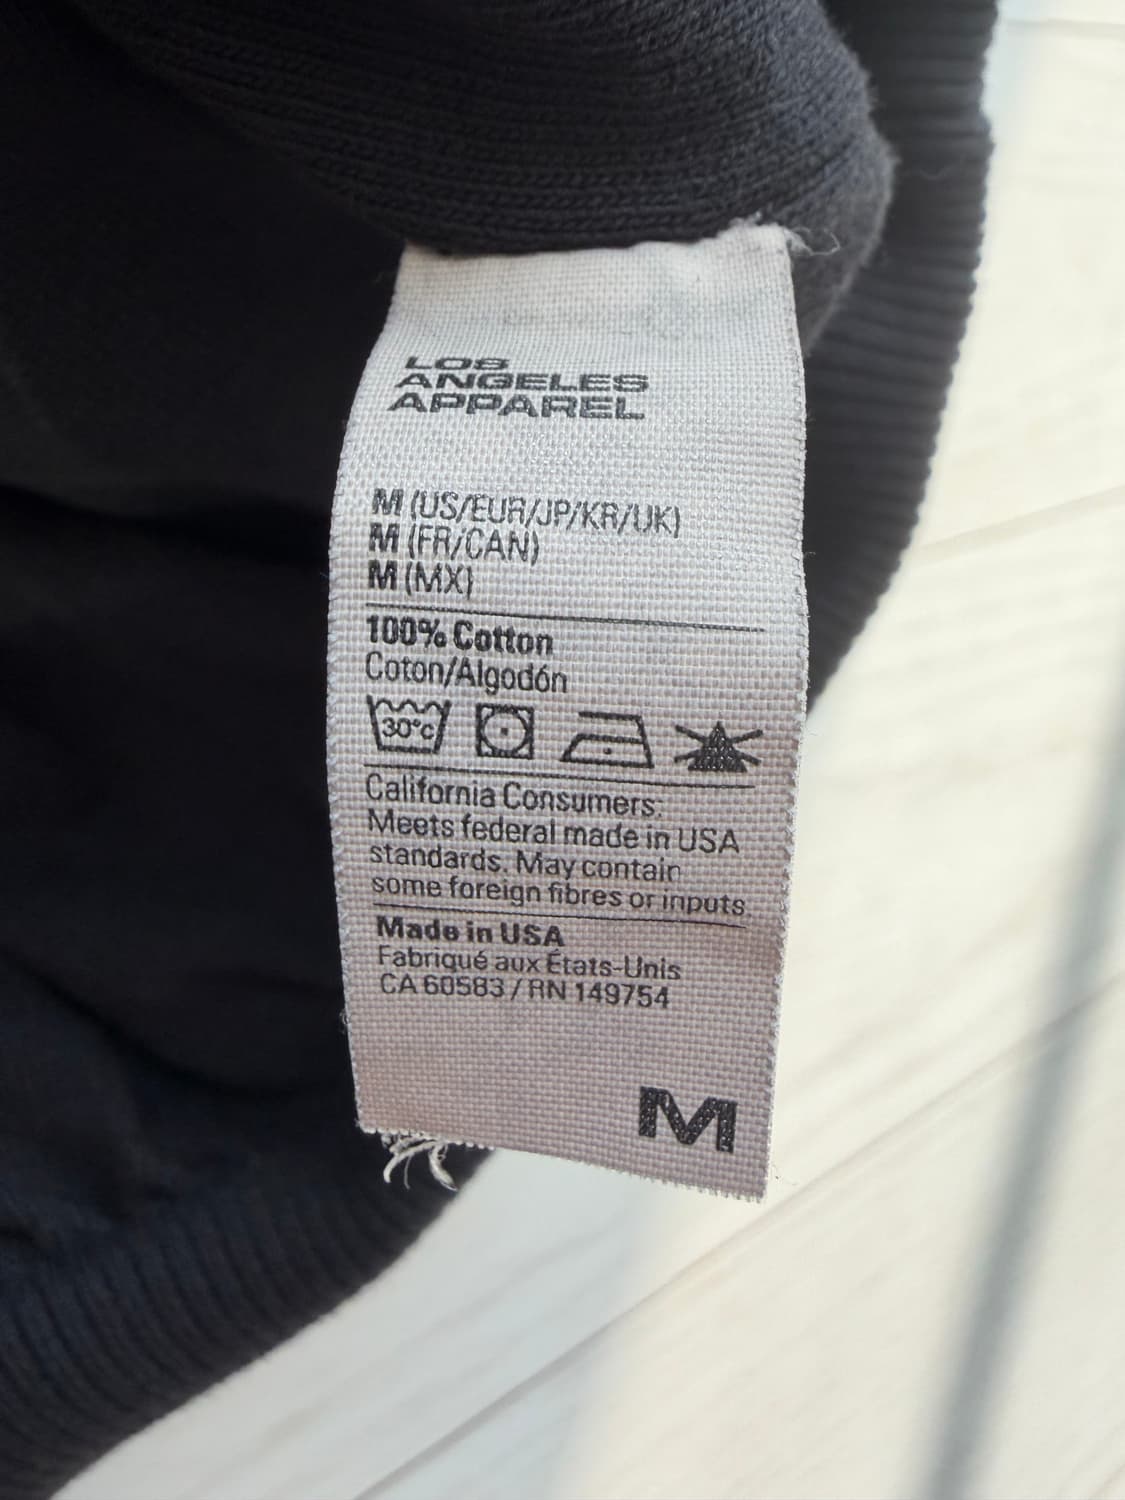 LOS
ANGELES
APPAREL
M (US/EUR/JP/KR/UK)
M (FR/CAN)
M (MX)
100% Cotton
Coton/Algodón
30°c
California Consumers:
Meets federal made in USA
standards. May contain
some foreign fibres or inputs.
Made in USA
Fabriqué aux États-Unis
CA 60583 / RN 149754
M